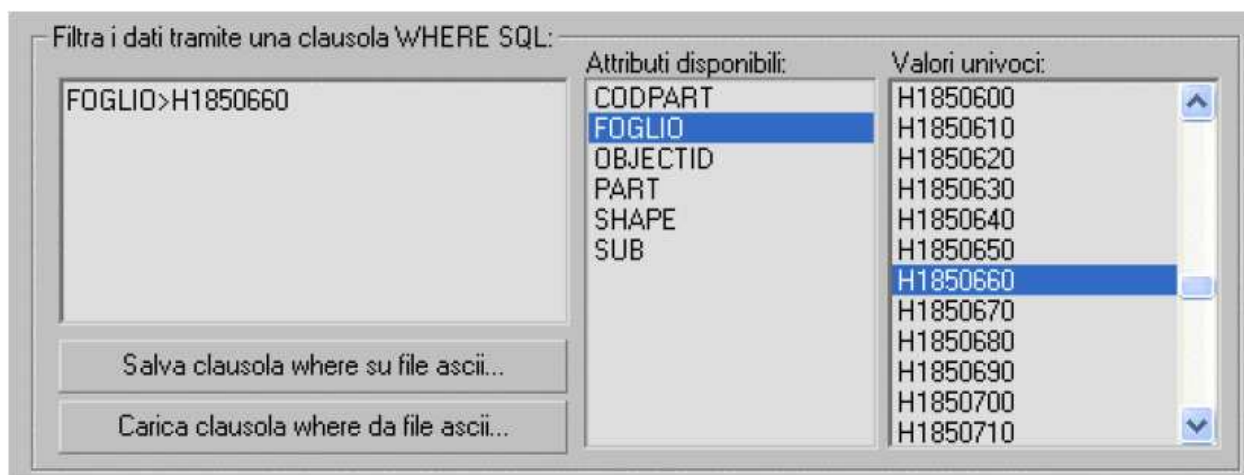 Filtra i dati tramite una clausola WHERE SQL:
FOGLIO>H1850660
Salva clausola where su file ascii...
Carica clausola where da file ascii...
Attributi disponibili:
CODPART
FOGLIO
OBJECTID
PART
SHAPE
SUB
Valori univoci:
H1850600
H1850610
H1850620
H1850630
H1850640
H1850650
H1850660
H1850670
H1850680
H1850690
H1850700
H1850710